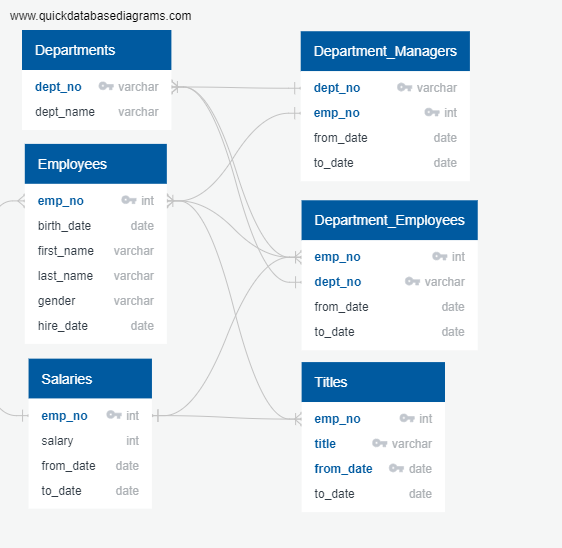 www.quickdatabasediagrams.com
Departments
dept_no varchar
dept_name varchar
Employees
emp_no int
birth_date date
first_name varchar
last_name varchar
gender varchar
hire_date date
Salaries
emp_no int
salary int
from_date date
to_date date
Department_Managers
dept_no varchar
emp_no int
from_date date
to_date date
Department_Employees
emp_no int
dept_no varchar
from_date date
to_date date
Titles
emp_no int
title varchar
from_date date
to_date date